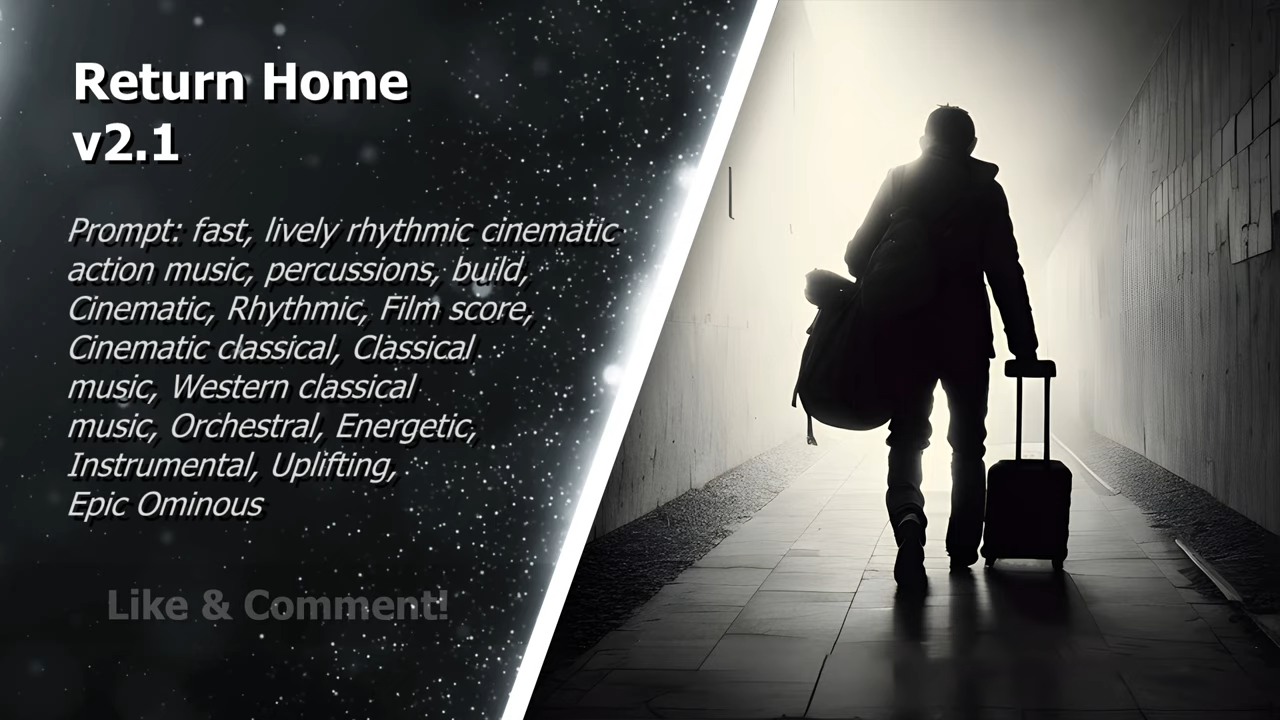 Return Home
v2.1
Prompt: fast, lively rhythmic cinematic
action music, percussions, build,
Cinematic, Rhythmic, Film score,
Cinematic classical, Classical
music, Western classical
music, Orchestral, Energetic,
Instrumental, Uplifting,
Epic Ominous
Like & Comment!